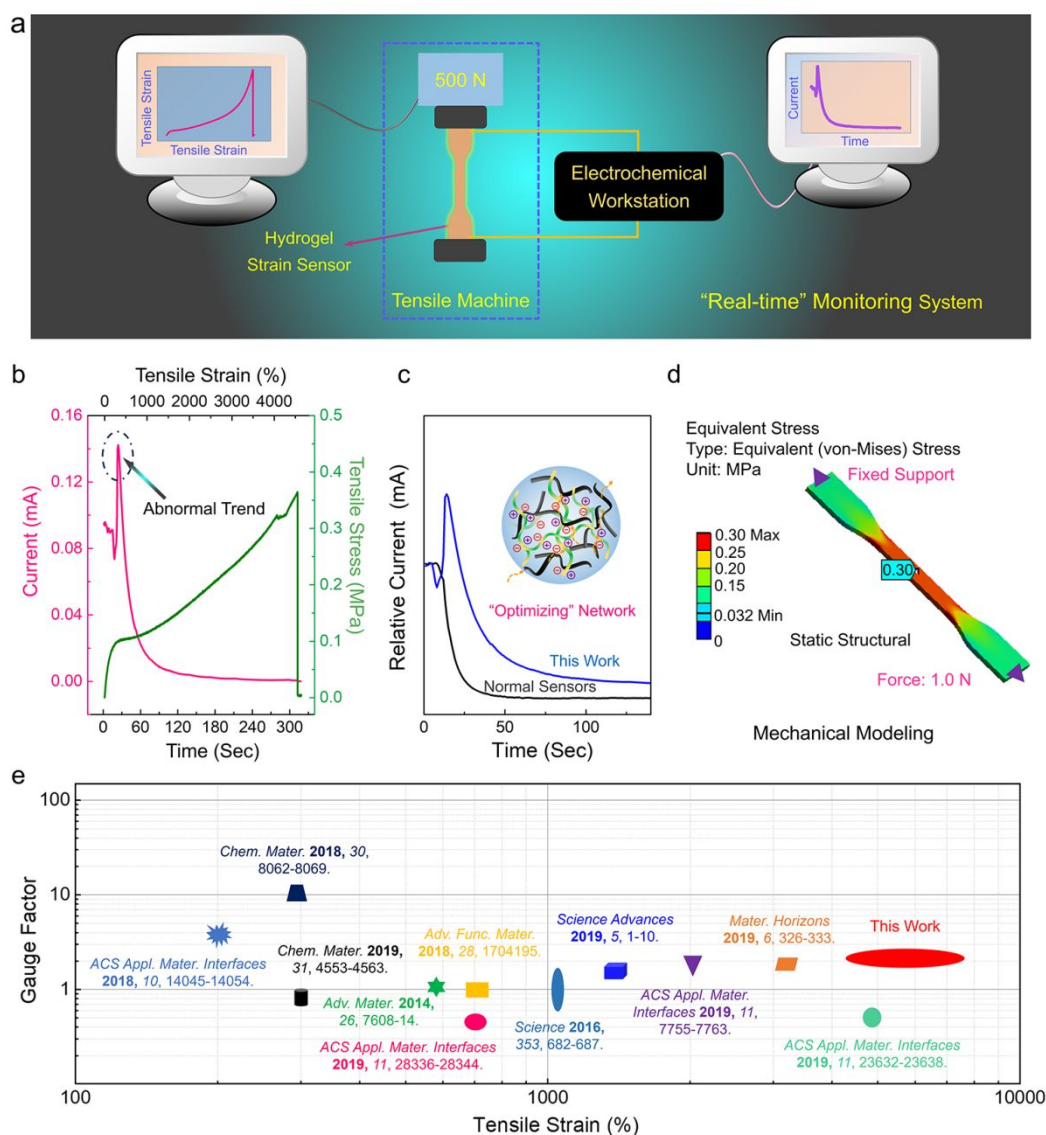 a
Tensile Strain
Tensile Strain
500 N
Hydrogel
Strain Sensor
Tensile Machine
Electrochemical
Workstation
Current
Time
“Real-time” Monitoring System
b
Tensile Strain (%)
0 1000 2000 3000 4000
0.16
0.12
0.08
0.04
0.00
Current (mA)
Abnormal Trend
0.5
0.4
0.3
0.2
0.1
0.0
Tensile Stress (MPa)
0 60 120 180 240 300
Time (Sec)
c
Relative Current (mA)
“Optimizing” Network
This Work
Normal Sensors
0 50 100
Time (Sec)
d
Equivalent Stress
Type: Equivalent (von-Mises) Stress
Unit: MPa
Fixed Support
0.30 Max
0.25
0.20
0.15
0.032 Min
0
0.30
Static Structural
Force: 1.0 N
Mechanical Modeling
e
Gauge Factor
100
10
1
Chem. Mater. 2018, 30,
8062-8069.
ACS Appl. Mater. Interfaces
2018, 10, 14045-14054.
Chem. Mater. 2019,
31, 4553-4563.
Adv. Func. Mater.
2018, 28, 1704195.
Adv. Mater. 2014,
26, 7608-14.
ACS Appl. Mater. Interfaces
2019, 11, 28336-28344.
Science Advances
2019, 5, 1-10.
Science 2016,
353, 682-687.
ACS Appl. Mater.
Interfaces 2019, 11,
7755-7763.
Mater. Horizons
2019, 6, 326-333.
This Work
ACS Appl. Mater. Interfaces
2019, 11, 23632-23638.
100 1000 10000
Tensile Strain (%)